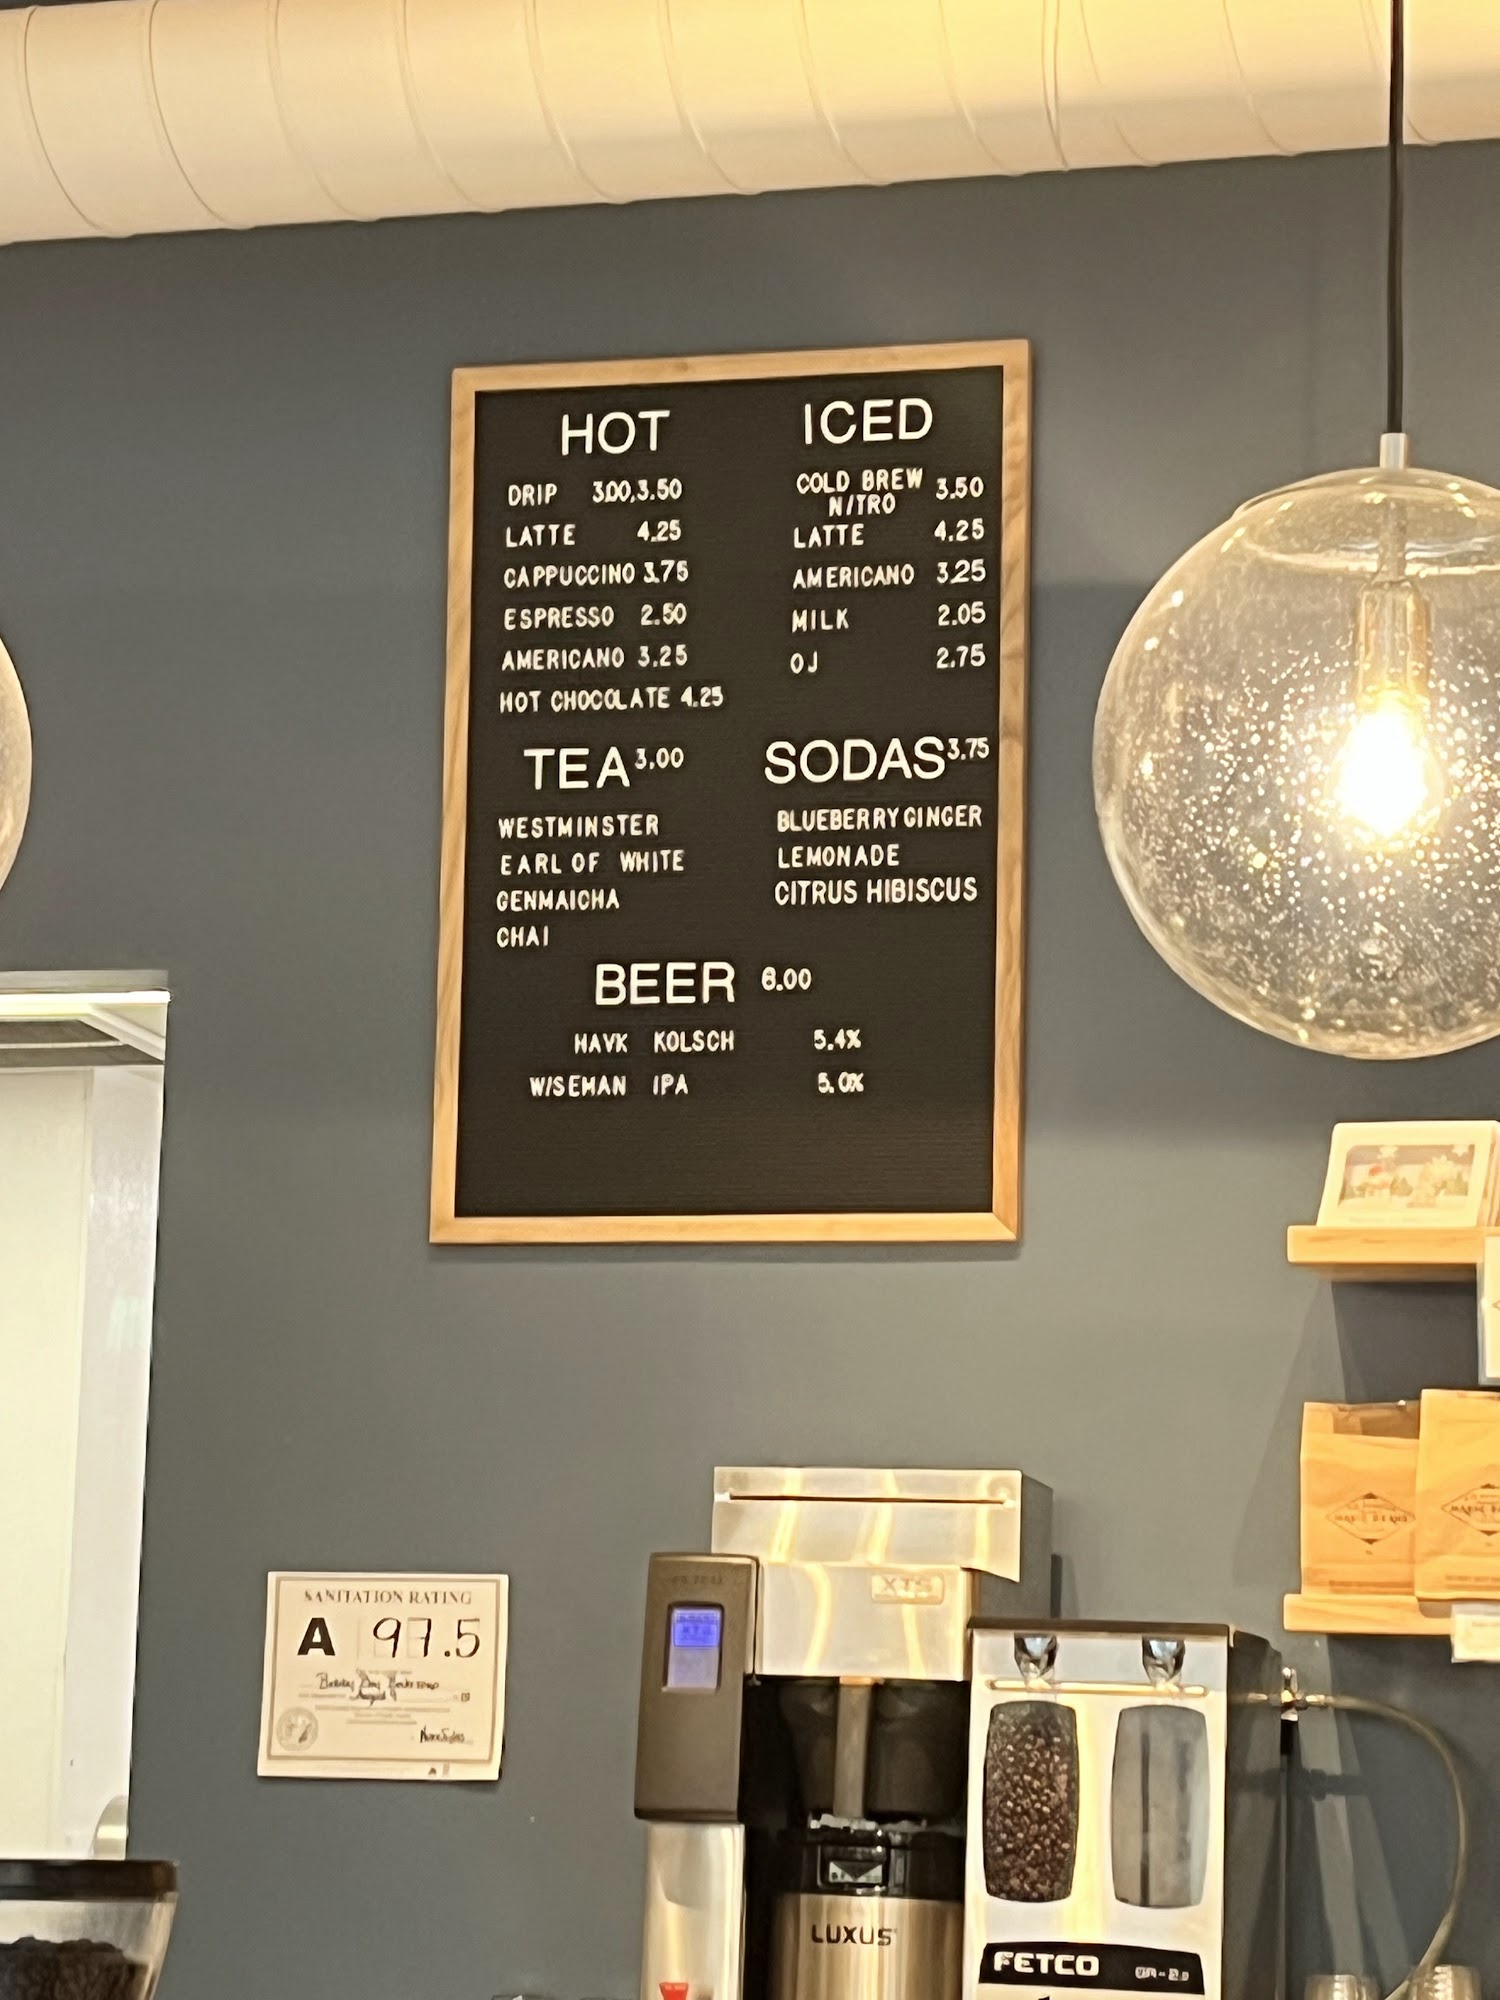 HOT
DRIP 3.00,3.50
LATTE 4.25
CAPPUCCINO 3.75
ESPRESSO 2.50
AMERICANO 3.25
HOT CHOCOLATE 4.25
ICED
COLD BREW 3.50
NITRO
LATTE 4.25
AMERICANO 3.25
MILK 2.05
OJ 2.75
TEA 3.00
WESTMINSTER
EARL OF WHITE
GENMAICHA
CHAI
SODAS 3.75
BLUEBERRY GINGER
LEMONADE
CITRUS HIBISCUS
BEER 6.00
HAVK KOLSCH 5.4%
WISEMAN IPA 5.0%
SANITATION RATING
A 97.5
August
XTS
LUXUS
FETCO